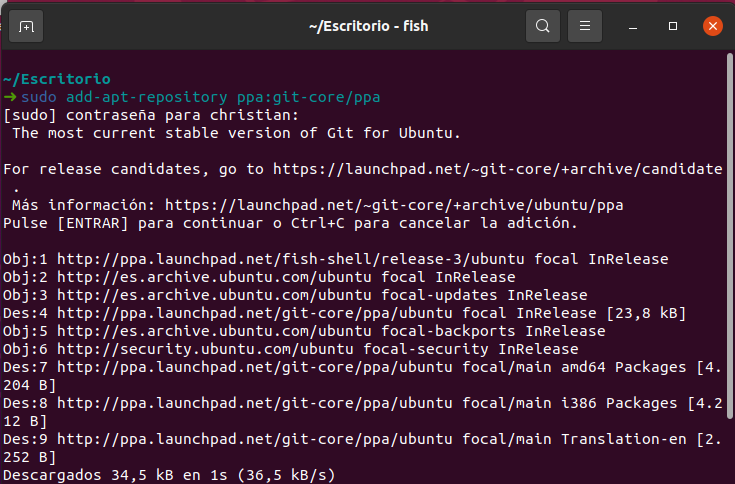 ~/Escritorio - fish
~/Escritorio
➜ sudo add-apt-repository ppa:git-core/ppa
[sudo] contraseña para christian:
The most current stable version of Git for Ubuntu.
For release candidates, go to https://launchpad.net/~git-core/+archive/candidate
.
Más información: https://launchpad.net/~git-core/+archive/ubuntu/ppa
Pulse [ENTRAR] para continuar o Ctrl+C para cancelar la adición.
Obj:1 http://ppa.launchpad.net/fish-shell/release-3/ubuntu focal InRelease
Obj:2 http://es.archive.ubuntu.com/ubuntu focal InRelease
Obj:3 http://es.archive.ubuntu.com/ubuntu focal-updates InRelease
Des:4 http://ppa.launchpad.net/git-core/ppa/ubuntu focal InRelease [23,8 kB]
Obj:5 http://es.archive.ubuntu.com/ubuntu focal-backports InRelease
Obj:6 http://security.ubuntu.com/ubuntu focal-security InRelease
Des:7 http://ppa.launchpad.net/git-core/ppa/ubuntu focal/main amd64 Packages [4.
204 B]
Des:8 http://ppa.launchpad.net/git-core/ppa/ubuntu focal/main i386 Packages [4.2
12 B]
Des:9 http://ppa.launchpad.net/git-core/ppa/ubuntu focal/main Translation-en [2.
252 B]
Descargados 34,5 kB en 1s (36,5 kB/s)